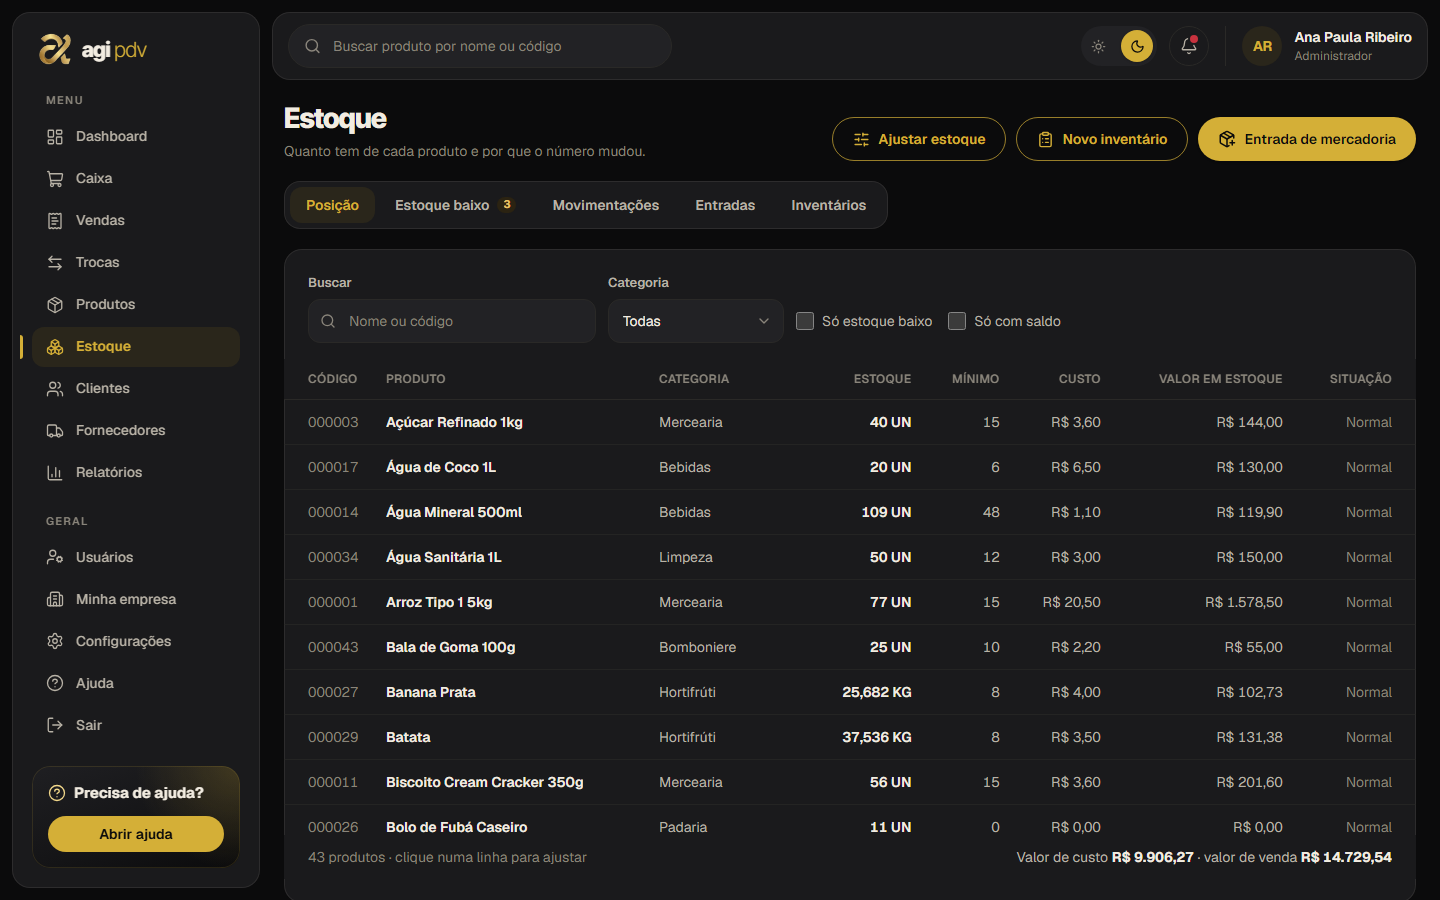 agi pdv
MENU
Dashboard
Caixa
Vendas
Trocas
Produtos
Estoque
Clientes
Fornecedores
Relatórios
GERAL
Usuários
Minha empresa
Configurações
Ajuda
Sair
Precisa de ajuda?
Abrir ajuda
Buscar produto por nome ou código
AR
Ana Paula Ribeiro
Administrador
Estoque
Quanto tem de cada produto e por que o número mudou.
Ajustar estoque
Novo inventário
Entrada de mercadoria
Posição Estoque baixo 3 Movimentações Entradas Inventários
Buscar Categoria
Nome ou código Todas Só estoque baixo Só com saldo
CÓDIGO PRODUTO CATEGORIA ESTOQUE MÍNIMO CUSTO VALOR EM ESTOQUE SITUAÇÃO
000003 Açúcar Refinado 1kg Mercearia 40 UN 15 R$ 3,60 R$ 144,00 Normal
000017 Água de Coco 1L Bebidas 20 UN 6 R$ 6,50 R$ 130,00 Normal
000014 Água Mineral 500ml Bebidas 109 UN 48 R$ 1,10 R$ 119,90 Normal
000034 Água Sanitária 1L Limpeza 50 UN 12 R$ 3,00 R$ 150,00 Normal
000001 Arroz Tipo 1 5kg Mercearia 77 UN 15 R$ 20,50 R$ 1.578,50 Normal
000043 Bala de Goma 100g Bomboniere 25 UN 10 R$ 2,20 R$ 55,00 Normal
000027 Banana Prata Hortifrúti 25,682 KG 8 R$ 4,00 R$ 102,73 Normal
000029 Batata Hortifrúti 37,536 KG 8 R$ 3,50 R$ 131,38 Normal
000011 Biscoito Cream Cracker 350g Mercearia 56 UN 15 R$ 3,60 R$ 201,60 Normal
000026 Bolo de Fubá Caseiro Padaria 11 UN 0 R$ 0,00 R$ 0,00 Normal
43 produtos · clique numa linha para ajustar Valor de custo R$ 9.906,27 · valor de venda R$ 14.729,54